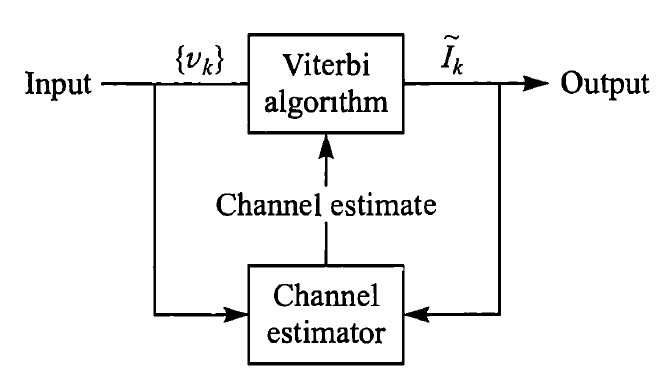 Input
{v_k}
Viterbi
algorithm
Ĩ_k
Output
Channel estimate
Channel
estimator